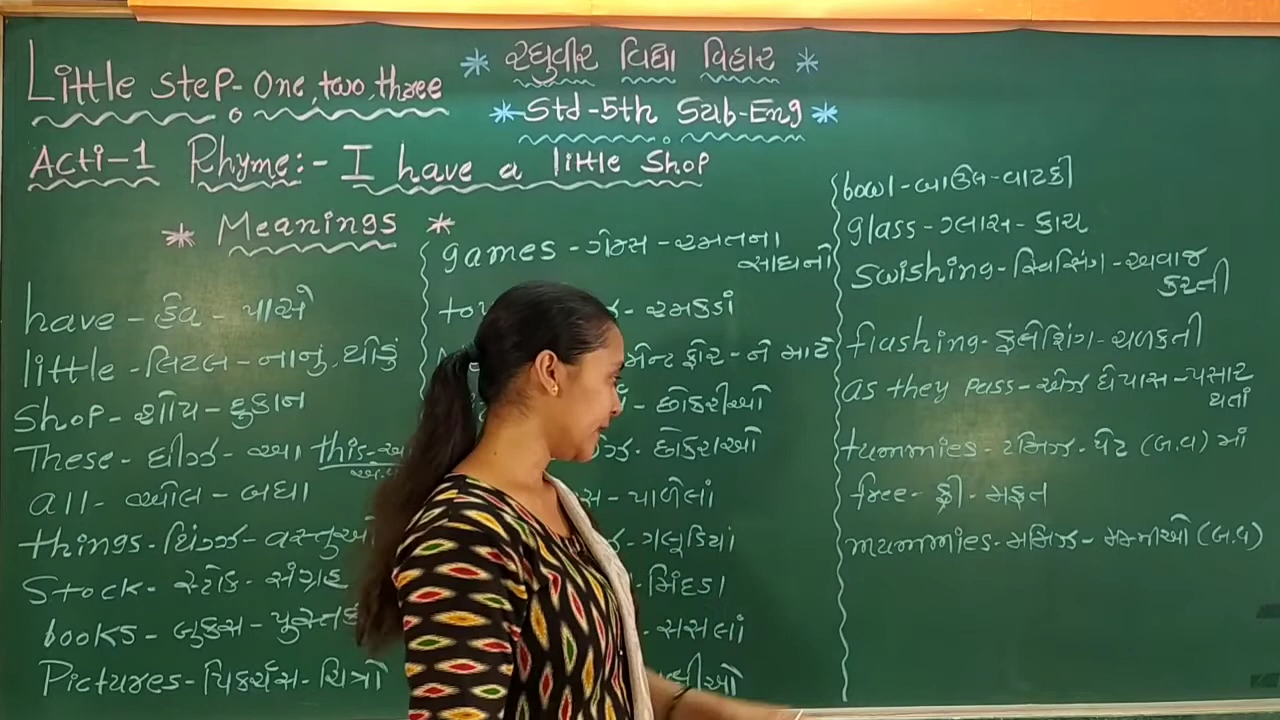 Little Step-One, two, three
* રઘુવીર વિદ્યા વિહાર *
*Std-5th Sub-Eng*
Acti-1 Rhyme:- I have a little Shop
* Meanings *
have - હેવ - પાસે
little - લિટલ - નાનું, થોડું
Shop - શોપ - દુકાન
These - ધીઝ - આ this
all - ઓલ - બધા
things - થિંગ્ઝ - વસ્તુઓ
Stock - સ્ટોક - સંગ્રહ
books - બુક્સ - પુસ્તકો
Pictures - પિક્ચર્સ - ચિત્રો
games - ગેમ્સ - રમતના
સાધનો
રમકડાં
ફોર - ને માટે
- છોકરીઓ
છોકરાઓ
- પાળેલાં
- ગલૂડિયાં
- મિંદડા
- સસલાં
bowl - બાઉલ - વાટકી
glass - ગ્લાસ - કાચ
swishing - સ્વિસિંગ - અવાજ
કરતી
flashing - ફ્લેશિંગ - ચળકતી
as they Pass - એઝ ધે પાસ - પસાર
થતાં
tummies - ટમિઝ - પેટ (બ.વ) માં
free - ફ્રી - મફત
mummies - મમિઝ - મમ્મીઓ (બ.વ)